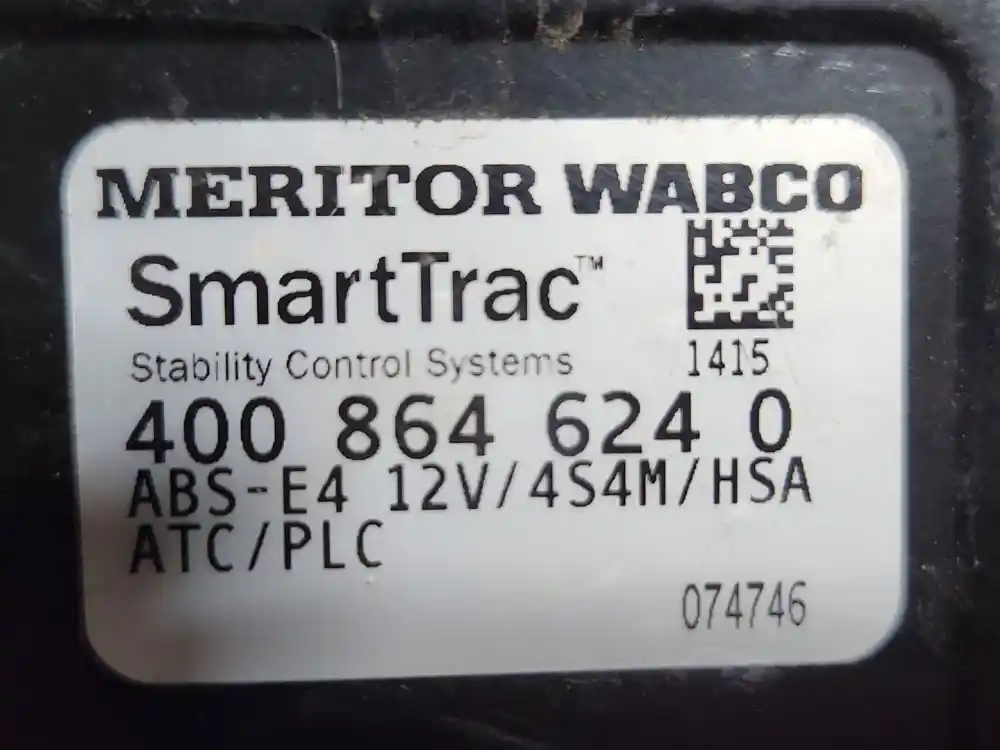 MERITOR WABCO
SmartTrac™
Stability Control Systems
1415
400 864 624 0
ABS-E4 12V/4S4M/HSA
ATC/PLC
074746